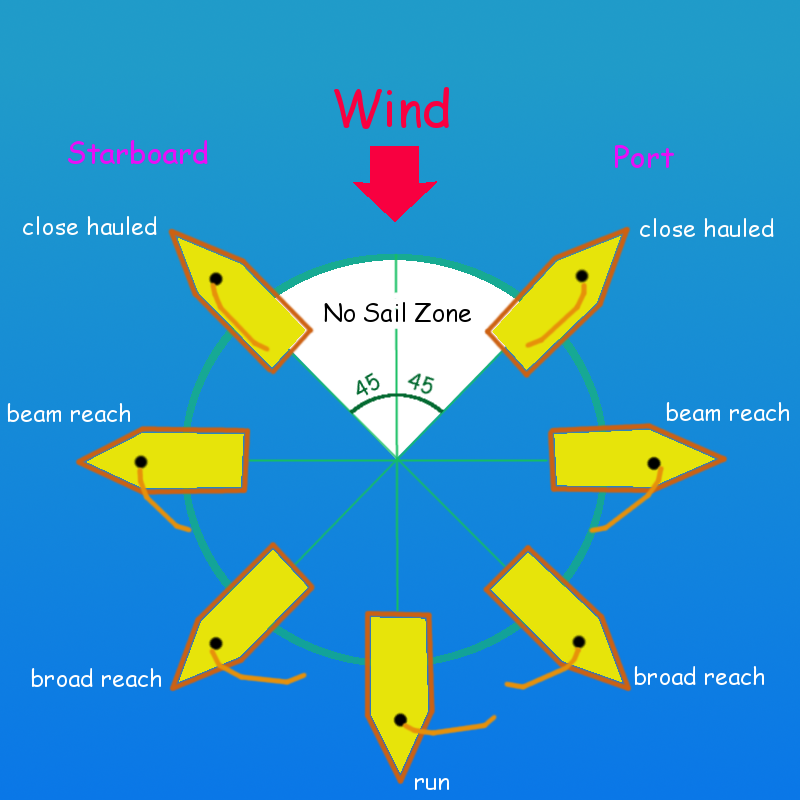 Wind
Starboard
Port
close hauled
close hauled
No Sail Zone
45
45
beam reach
beam reach
broad reach
broad reach
run